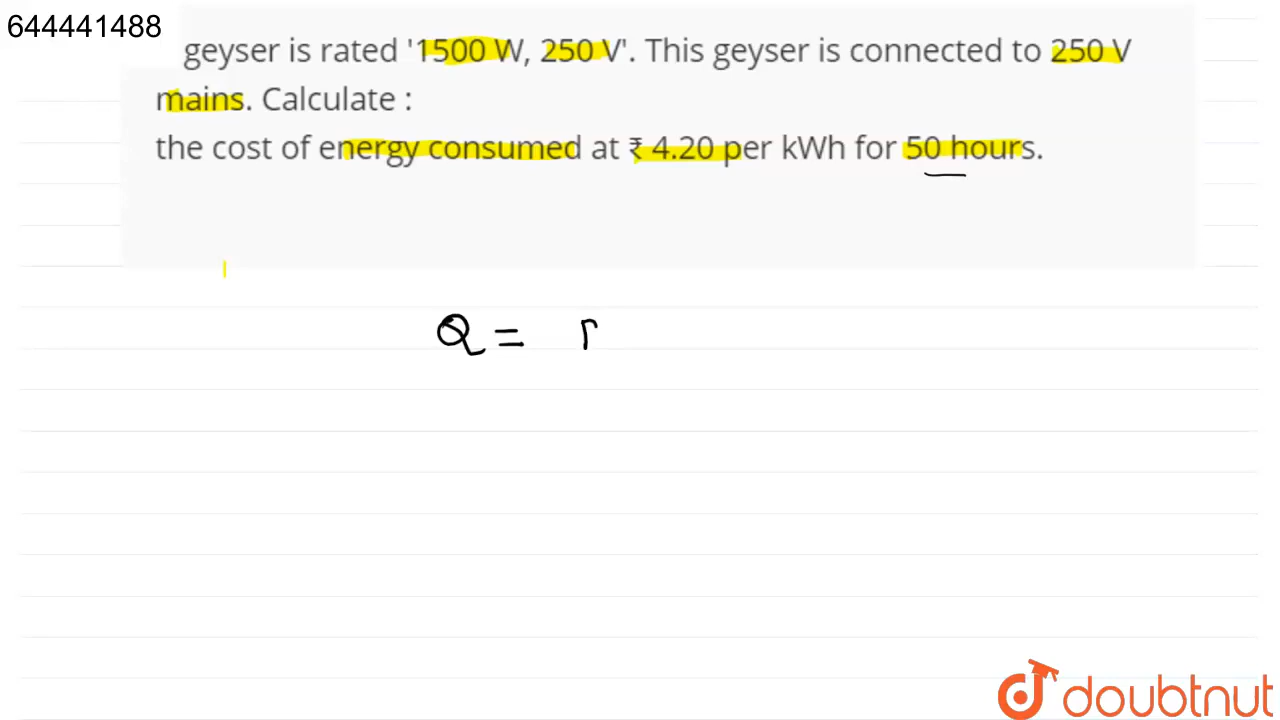 644441488
geyser is rated '1500 W, 250 V'. This geyser is connected to 250 V
mains. Calculate :
the cost of energy consumed at ₹ 4.20 per kWh for 50 hours.
Q =
doubtnut